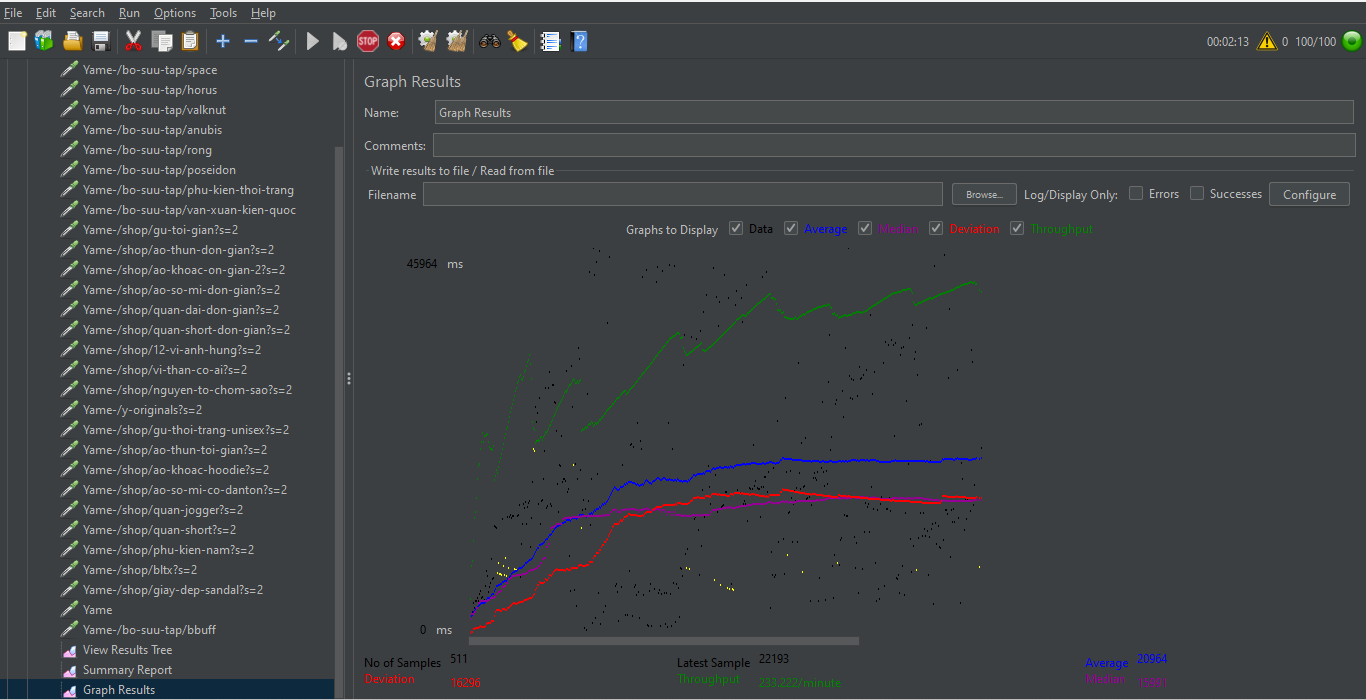 File Edit Search Run Options Tools Help
STOP
00:02:13 0 100/100
Yame-/bo-suu-tap/space
Yame-/bo-suu-tap/horus
Yame-/bo-suu-tap/valknut
Yame-/bo-suu-tap/anubis
Yame-/bo-suu-tap/rong
Yame-/bo-suu-tap/poseidon
Yame-/bo-suu-tap/phu-kien-thoi-trang
Yame-/bo-suu-tap/van-xuan-kien-quoc
Yame-/shop/gu-toi-gian?s=2
Yame-/shop/ao-thun-don-gian?s=2
Yame-/shop/ao-khoac-on-gian-2?s=2
Yame-/shop/ao-so-mi-don-gian?s=2
Yame-/shop/quan-dai-don-gian?s=2
Yame-/shop/quan-short-don-gian?s=2
Yame-/shop/12-vi-anh-hung?s=2
Yame-/shop/vi-than-co-ai?s=2
Yame-/shop/nguyen-to-chom-sao?s=2
Yame-/y-originals?s=2
Yame-/shop/gu-thoi-trang-unisex?s=2
Yame-/shop/ao-thun-toi-gian?s=2
Yame-/shop/ao-khoac-hoodie?s=2
Yame-/shop/ao-so-mi-co-danton?s=2
Yame-/shop/quan-jogger?s=2
Yame-/shop/quan-short?s=2
Yame-/shop/phu-kien-nam?s=2
Yame-/shop/bltx?s=2
Yame-/shop/giay-dep-sandal?s=2
Yame
Yame-/bo-suu-tap/bbuff
View Results Tree
Summary Report
Graph Results
Graph Results
Name: Graph Results
Comments:
Write results to file / Read from file
Filename Browse... Log/Display Only: Errors Successes Configure
Graphs to Display Data Average Median Deviation Throughput
45964 ms
0 ms
No of Samples 511 Latest Sample 22193 Average 20964
Deviation 16296 Throughput 233.222/minute Median